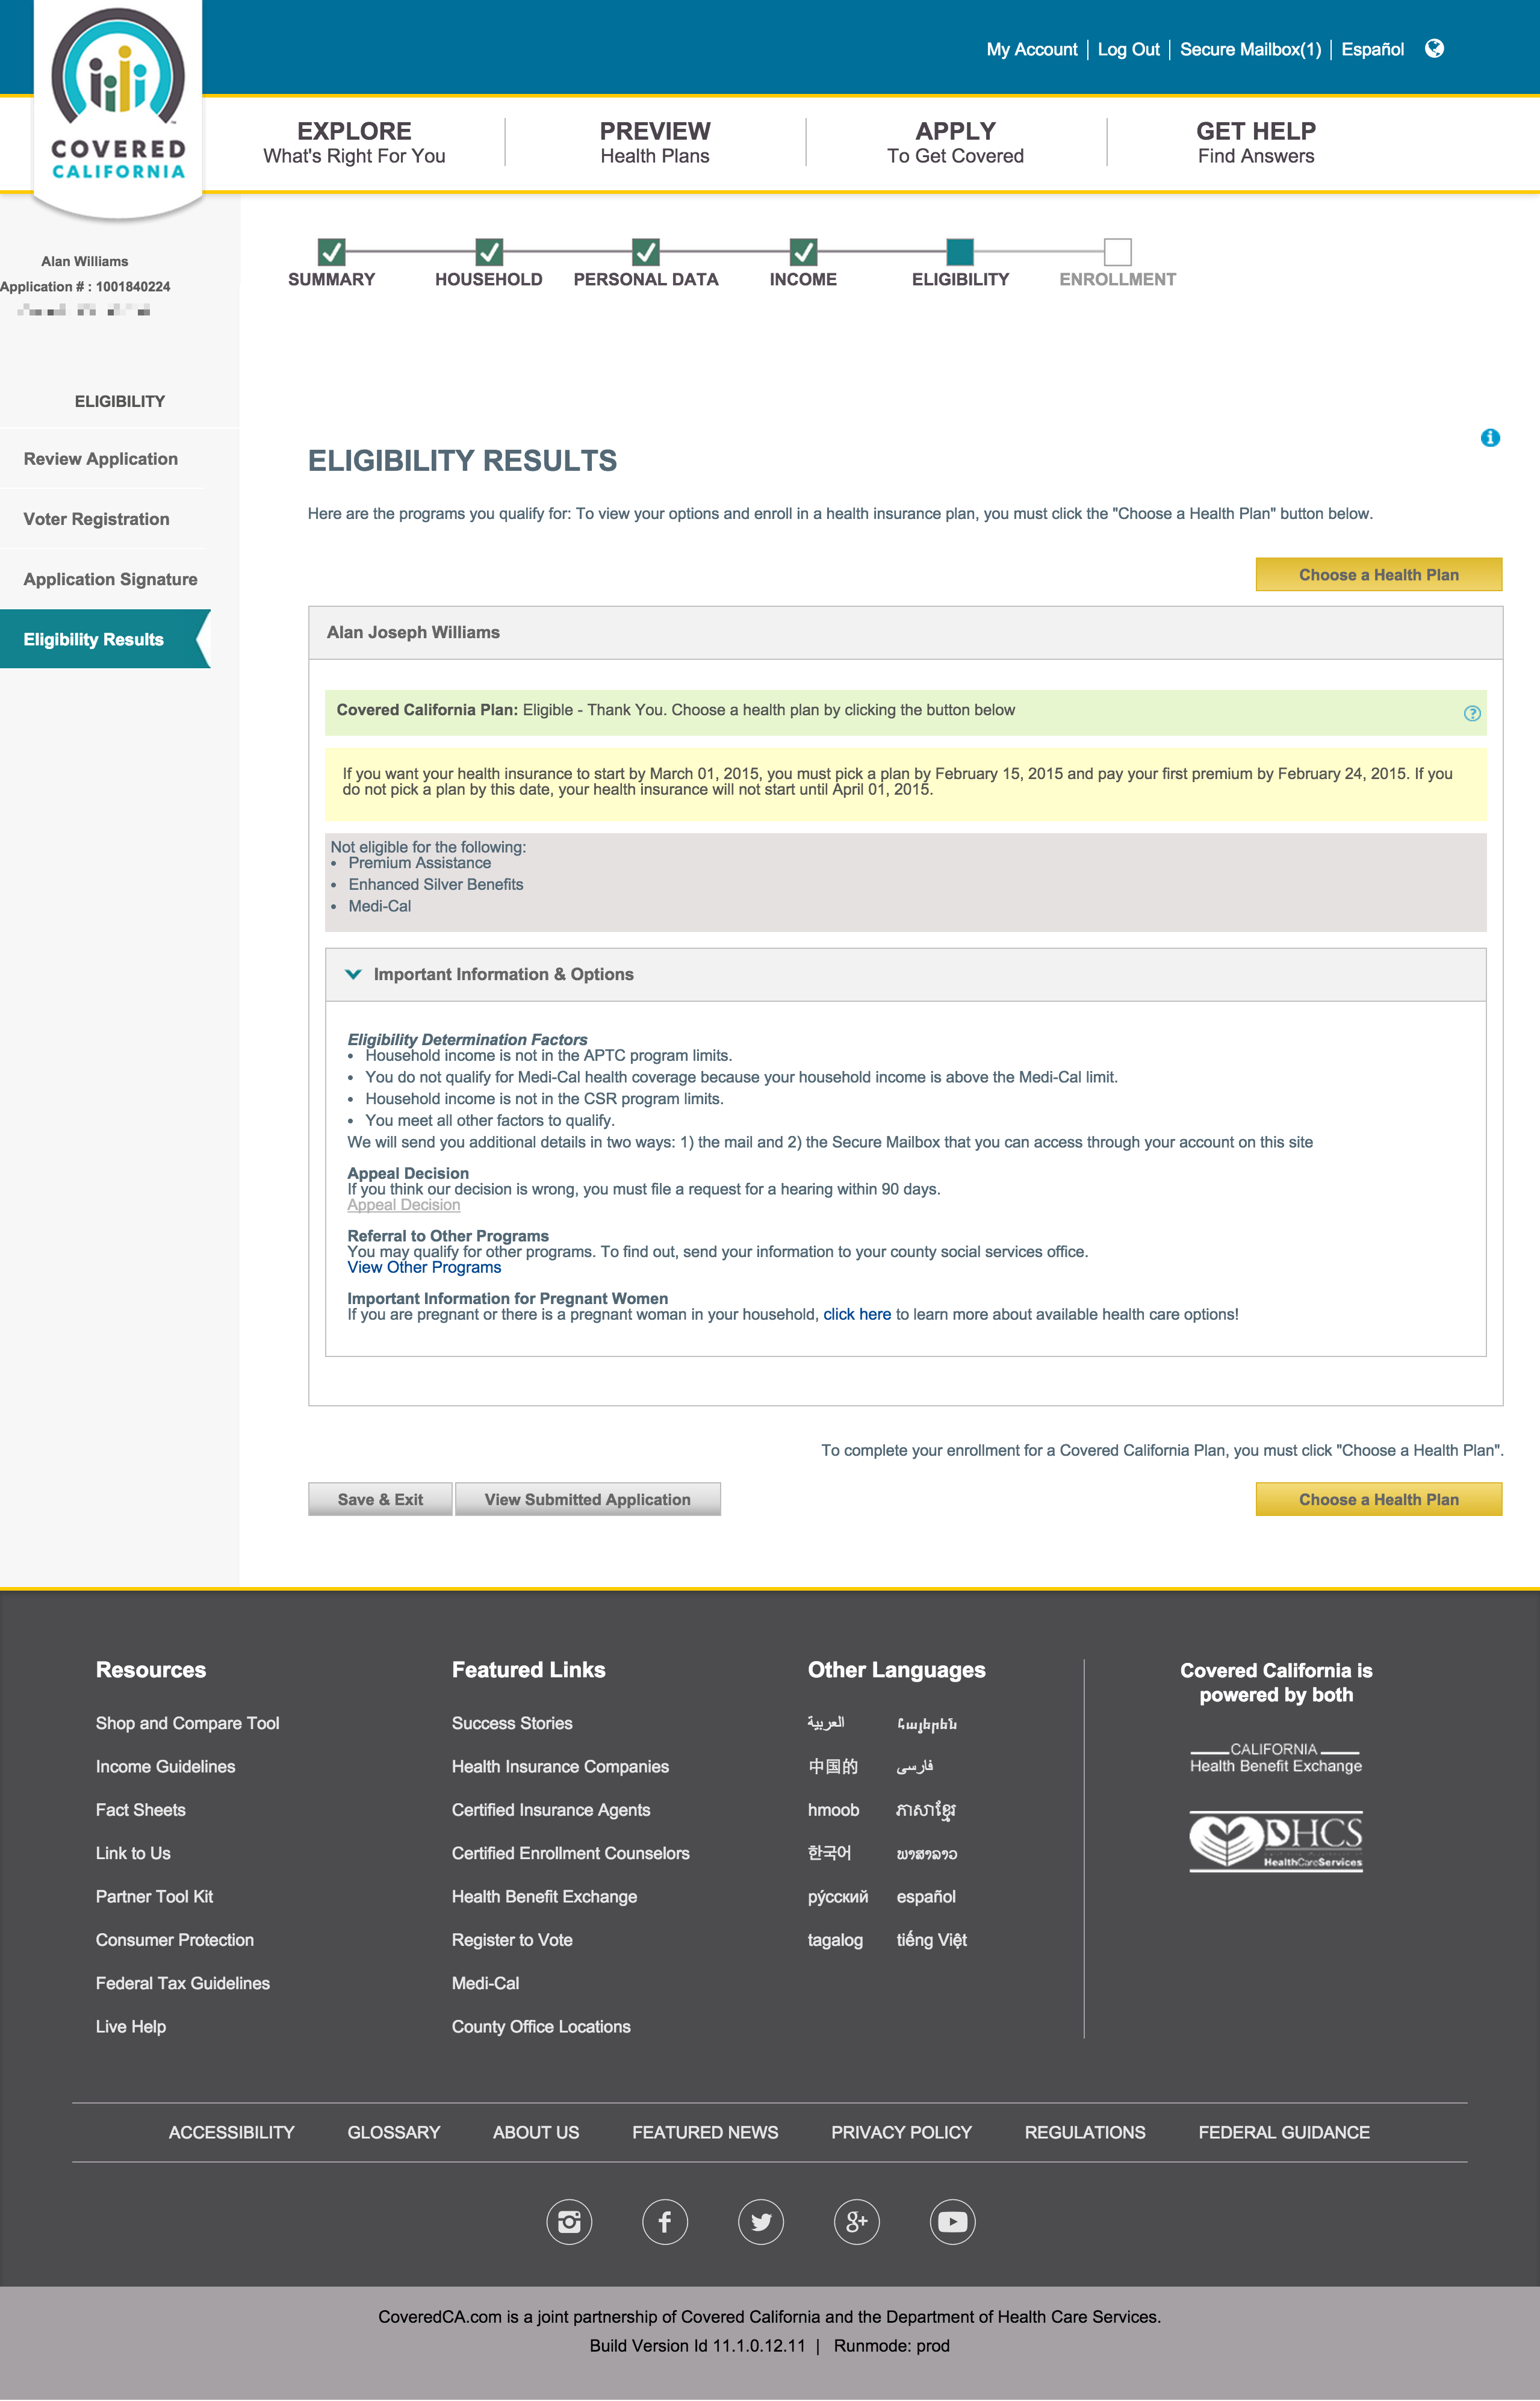 My Account | Log Out | Secure Mailbox(1) | Español
COVERED
CALIFORNIA
™
EXPLORE
What's Right For You
PREVIEW
Health Plans
APPLY
To Get Covered
GET HELP
Find Answers
Alan Williams
Application # : 1001840224
SUMMARY
HOUSEHOLD
PERSONAL DATA
INCOME
ELIGIBILITY
ENROLLMENT
ELIGIBILITY
Review Application
Voter Registration
Application Signature
Eligibility Results
ELIGIBILITY RESULTS
Here are the programs you qualify for: To view your options and enroll in a health insurance plan, you must click the "Choose a Health Plan" button below.
Choose a Health Plan
Alan Joseph Williams
Covered California Plan: Eligible - Thank You. Choose a health plan by clicking the button below
If you want your health insurance to start by March 01, 2015, you must pick a plan by February 15, 2015 and pay your first premium by February 24, 2015. If you
do not pick a plan by this date, your health insurance will not start until April 01, 2015.
Not eligible for the following:
• Premium Assistance
• Enhanced Silver Benefits
• Medi-Cal
Important Information & Options
Eligibility Determination Factors
• Household income is not in the APTC program limits.
• You do not qualify for Medi-Cal health coverage because your household income is above the Medi-Cal limit.
• Household income is not in the CSR program limits.
• You meet all other factors to qualify.
We will send you additional details in two ways: 1) the mail and 2) the Secure Mailbox that you can access through your account on this site
Appeal Decision
If you think our decision is wrong, you must file a request for a hearing within 90 days.
Appeal Decision
Referral to Other Programs
You may qualify for other programs. To find out, send your information to your county social services office.
View Other Programs
Important Information for Pregnant Women
If you are pregnant or there is a pregnant woman in your household, click here to learn more about available health care options!
To complete your enrollment for a Covered California Plan, you must click "Choose a Health Plan".
Save & Exit
View Submitted Application
Choose a Health Plan
Resources
Shop and Compare Tool
Income Guidelines
Fact Sheets
Link to Us
Partner Tool Kit
Consumer Protection
Federal Tax Guidelines
Live Help
Featured Links
Success Stories
Health Insurance Companies
Certified Insurance Agents
Certified Enrollment Counselors
Health Benefit Exchange
Register to Vote
Medi-Cal
County Office Locations
Other Languages
العربية
Հայերեն
中国的
فارسی
hmoob
ភាសាខ្មែរ
한국어
ພາສາລາວ
ру́сский
español
tagalog
tiếng Việt
Covered California is
powered by both
CALIFORNIA
Health Benefit Exchange
DHCS
HealthCareServices
ACCESSIBILITY
GLOSSARY
ABOUT US
FEATURED NEWS
PRIVACY POLICY
REGULATIONS
FEDERAL GUIDANCE
CoveredCA.com is a joint partnership of Covered California and the Department of Health Care Services.
Build Version Id 11.1.0.12.11 | Runmode: prod